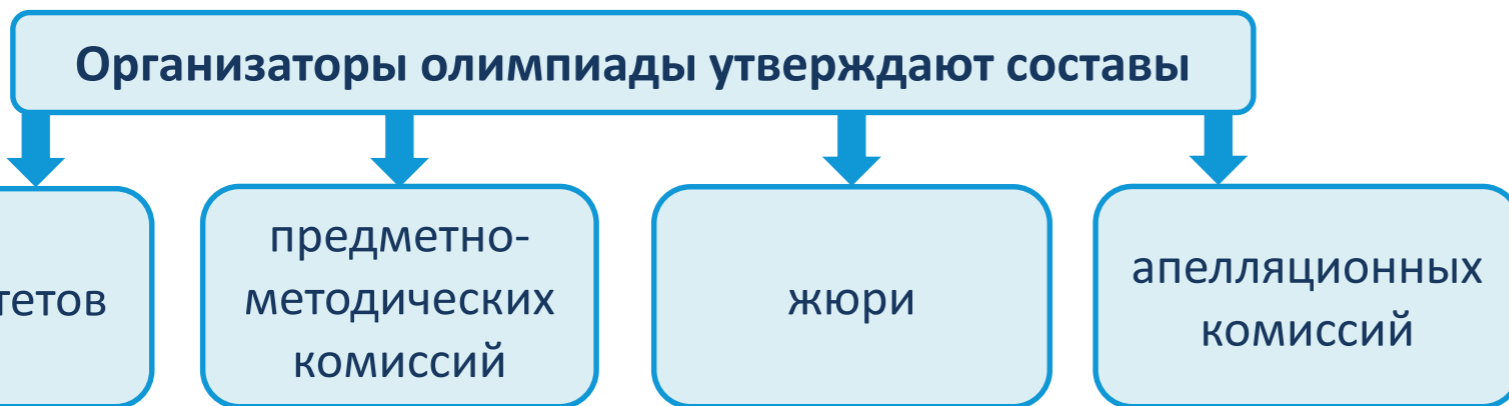 Организаторы олимпиады утверждают составы
тетов
предметно-
методических
комиссий
жюри
апелляционных
комиссий